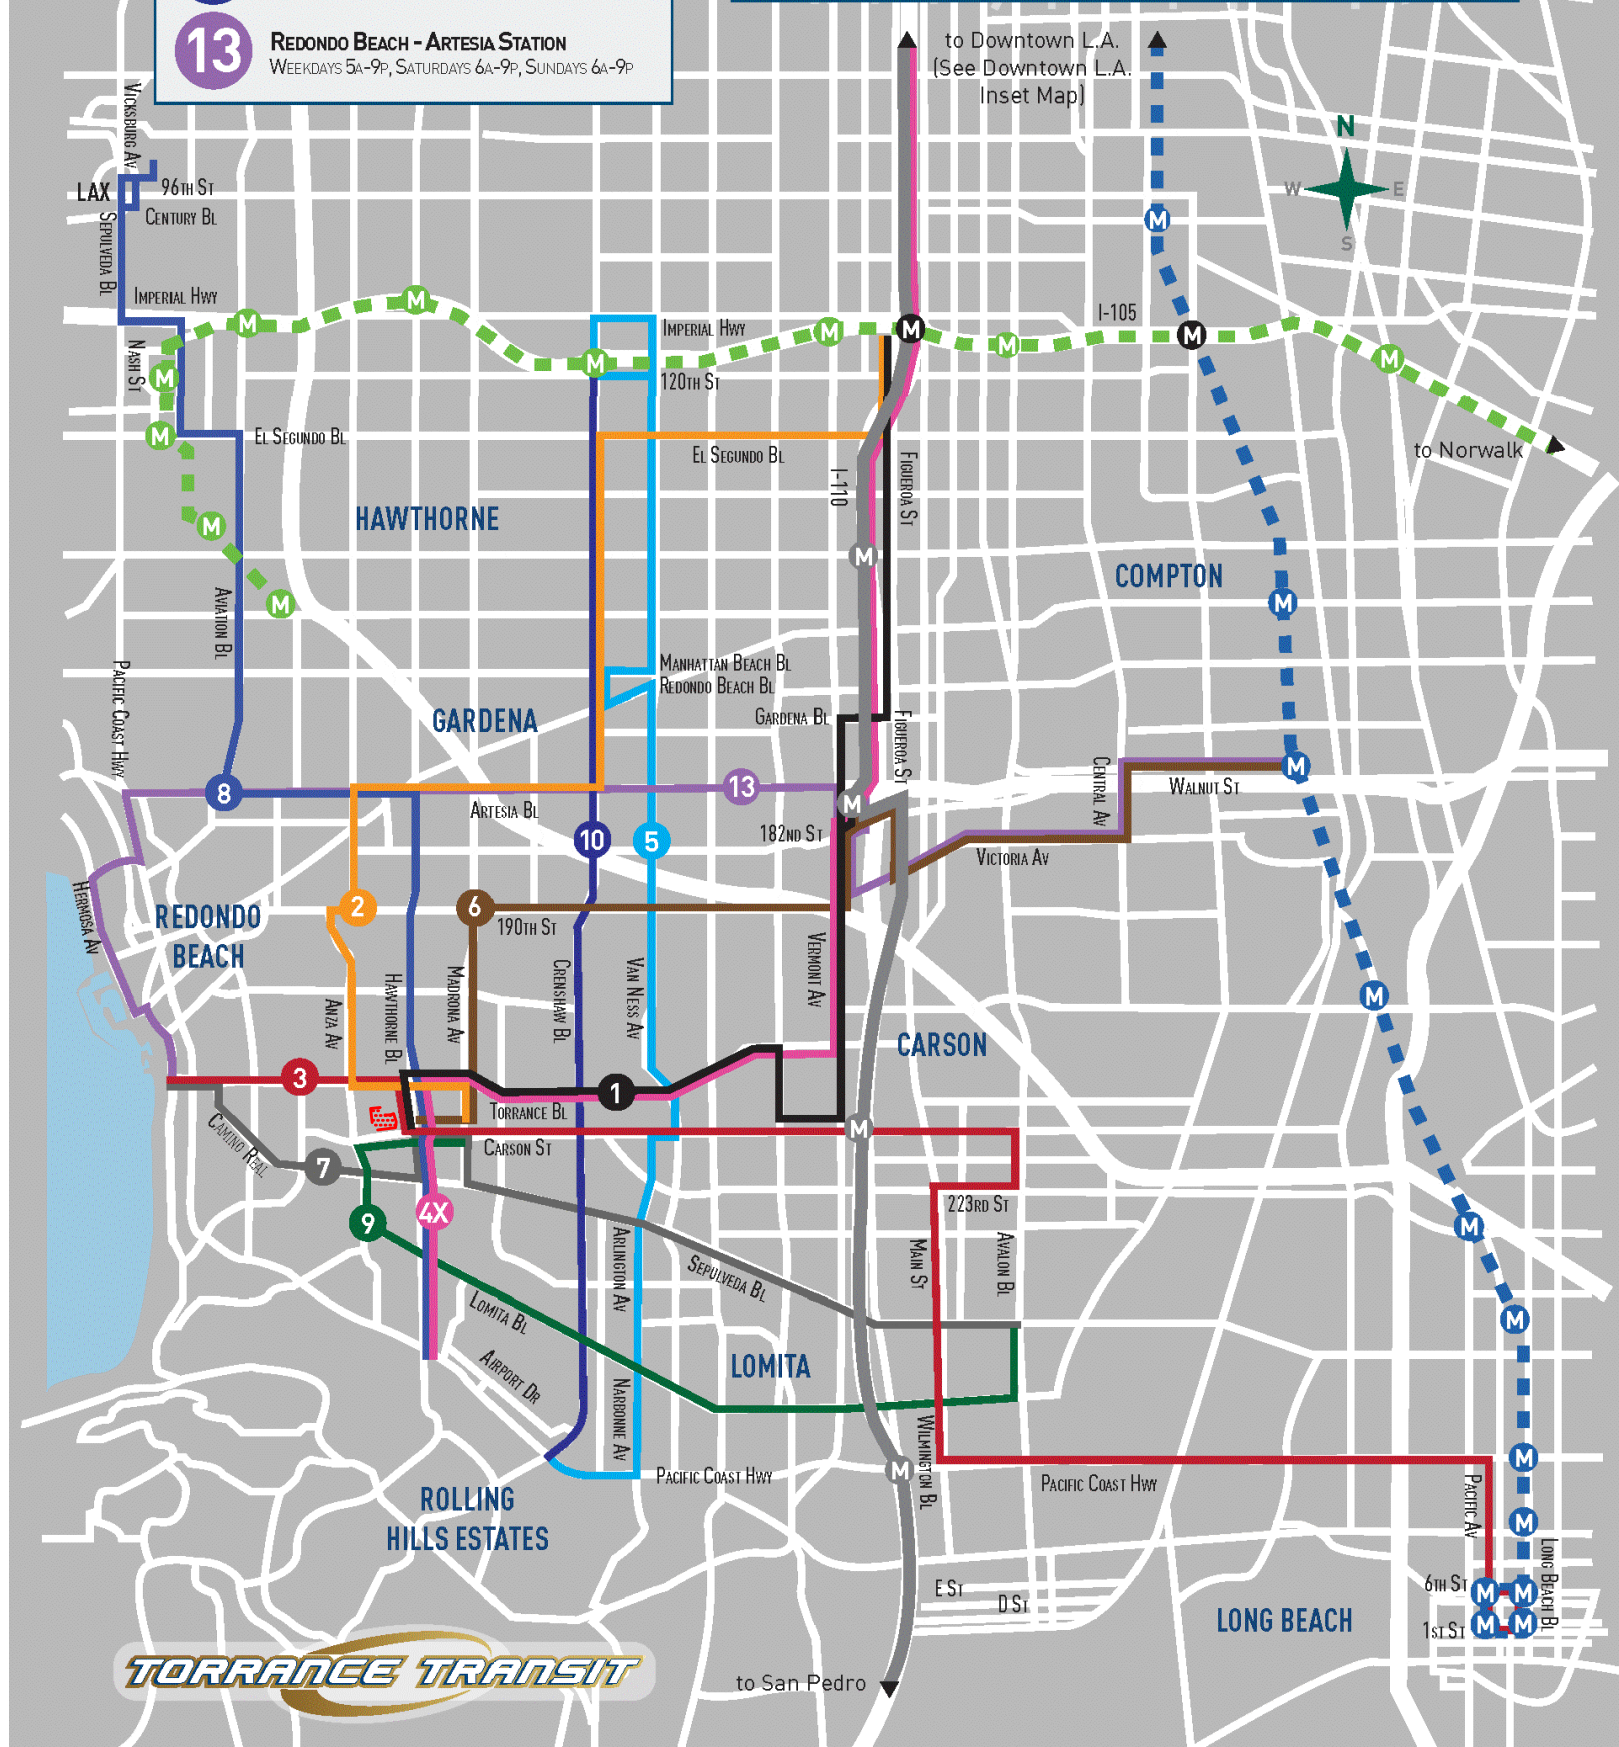 13
REDONDO BEACH - ARTESIA STATION
WEEKDAYS 5A-9P, SATURDAYS 6A-9P, SUNDAYS 6A-9P
to Downtown L.A.
(See Downtown L.A.
Inset Map)
N
W
E
S
VICKSBURG AV
LAX
96TH ST
CENTURY BL
SEPULVEDA BL
IMPERIAL HWY
M
M
M
IMPERIAL HWY
M
M
M
M
I-105
M
M
M
NASH ST
M
120TH ST
M
EL SEGUNDO BL
EL SEGUNDO BL
to Norwalk
I-110
FIGUEROA ST
HAWTHORNE
M
M
COMPTON
AVIATION BL
M
M
PACIFIC COAST HWY
MANHATTAN BEACH BL
REDONDO BEACH BL
GARDENA
GARDENA BL
FIGUEROA ST
8
ARTESIA BL
13
M
CENTRAL AV
WALNUT ST
M
10
5
182ND ST
VICTORIA AV
HERMOSA AV
REDONDO
BEACH
2
6
190TH ST
ANZA AV
HAWTHORNE BL
MADRONA AV
CRENSHAW BL
VAN NESS AV
VERMONT AV
M
CARSON
3
1
TORRANCE BL
M
CAMINO REAL
7
CARSON ST
9
4X
ARLINGTON AV
SEPULVEDA BL
223RD ST
MAIN ST
AVALON BL
M
LOMITA BL
M
AIRPORT DR
LOMITA
NARBONNE AV
WILMINGTON BL
PACIFIC COAST HWY
M
PACIFIC COAST HWY
M
ROLLING
HILLS ESTATES
PACIFIC AV
M
LONG BEACH BL
E ST
D ST
6TH ST
M
M
LONG BEACH
1ST ST
M
M
TORRANCE TRANSIT
to San Pedro